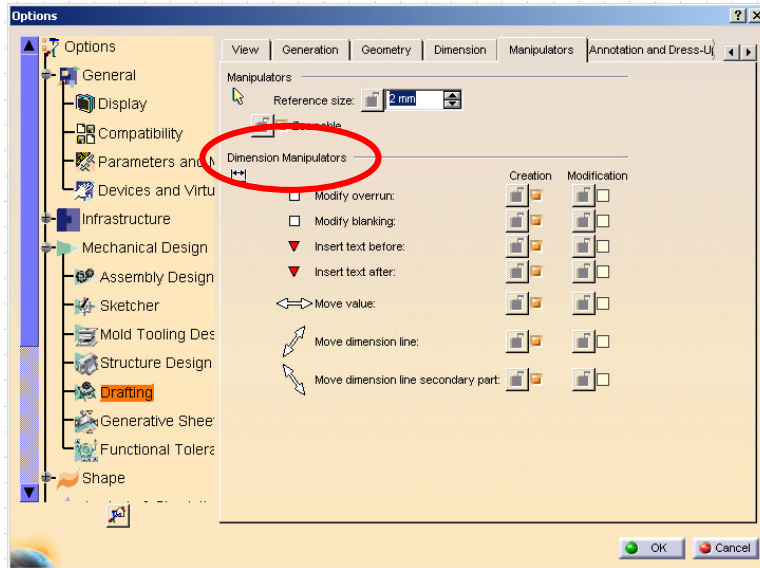 Options
Options
General
Display
Compatibility
Parameters and M
Devices and Virtu
Infrastructure
Mechanical Design
Assembly Design
Sketcher
Mold Tooling Des
Structure Design
Drafting
Generative Shee
Functional Tolera
Shape
View Generation Geometry Dimension Manipulators Annotation and Dress-U
Manipulators
Reference size: 2 mm
Dimension Manipulators
Creation Modification
Modify overrun:
Modify blanking:
Insert text before:
Insert text after:
Move value:
Move dimension line:
Move dimension line secondary part:
OK Cancel